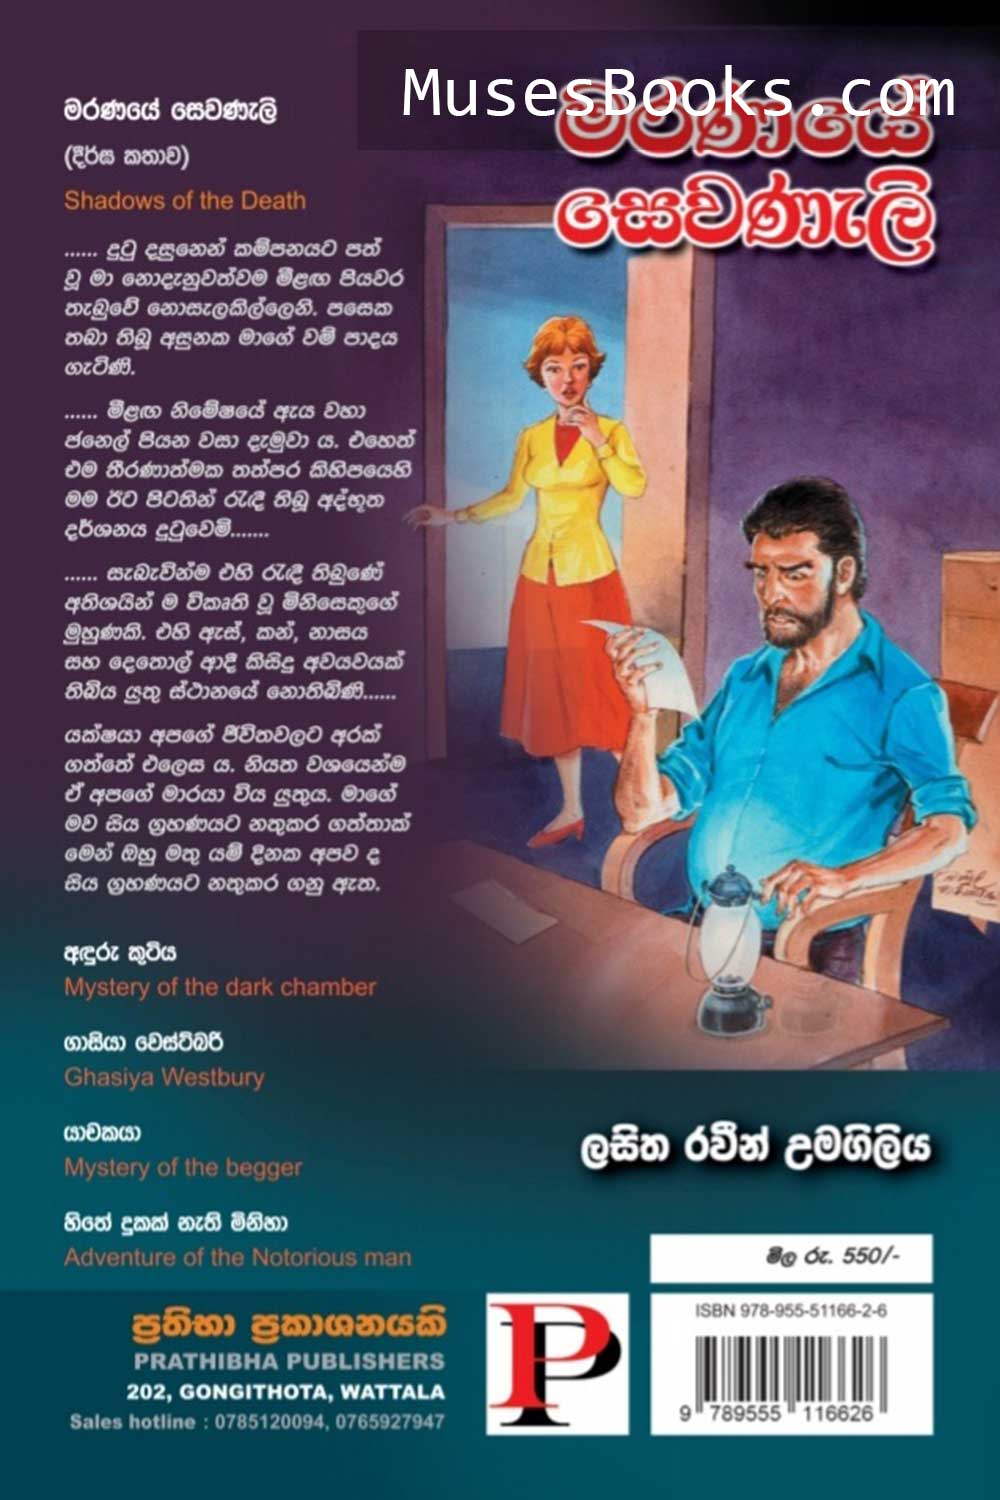 MusesBooks.com
මරණයේ
සෙවණැලි
මරණයේ සෙවණැලි
(දීර්ඝ කතාව)
Shadows of the Death
...... දුටු දසුනෙන් කම්පනයට පත්
වූ මා නොදැනුවත්වම මීළඟ පියවර
තැබුවේ නොසැලකිල්ලෙනි. පසෙක
තබා තිබූ අසුනක මාගේ වම් පාදය
ගැටිණි.
...... මීළඟ නිමේෂයේ ඇය වහා
ජනෙල් පියන වසා දැමුවා ය. එහෙත්
එම තීරණාත්මක තත්පර කිහිපයෙහි
මම ඊට පිටතින් රැඳී තිබූ අද්භූත
දර්ශනය දුටුවෙමි.......
...... සැබැවින්ම එහි රැඳී තිබුණේ
අතිශයින් ම විකෘති වූ මිනිසෙකුගේ
මුහුණකි. එහි ඇස්, කන්, නාසය
සහ දෙතොල් ආදී කිසිදු අවයවයක්
තිබිය යුතු ස්ථානයේ නොතිබිණි......
යක්ෂයා අපගේ ජීවිතවලට අරක්
ගත්තේ එලෙස ය. නියත වශයෙන්ම
ඒ අපගේ මාරයා විය යුතුය. මාගේ
මව සිය ග්‍රහණයට නතුකර ගත්තාක්
මෙන් ඔහු මතු යම් දිනක අපව ද
සිය ග්‍රහණයට නතුකර ගනු ඇත.
අඳුරු කුටිය
Mystery of the dark chamber
ගාසියා වෙස්ට්බරි
Ghasiya Westbury
යාචකයා
Mystery of the begger
හිතේ දුකක් නැති මිනිහා
Adventure of the Notorious man
ලසිත රවීන් උමගිලිය
මිල රු. 550/-
ප්‍රතිභා ප්‍රකාශනයකි
PRATHIBHA PUBLISHERS
202, GONGITHOTA, WATTALA
Sales hotline : 0785120094, 0765927947
P
P
ISBN 978-955-51166-2-6
9 789555 116626